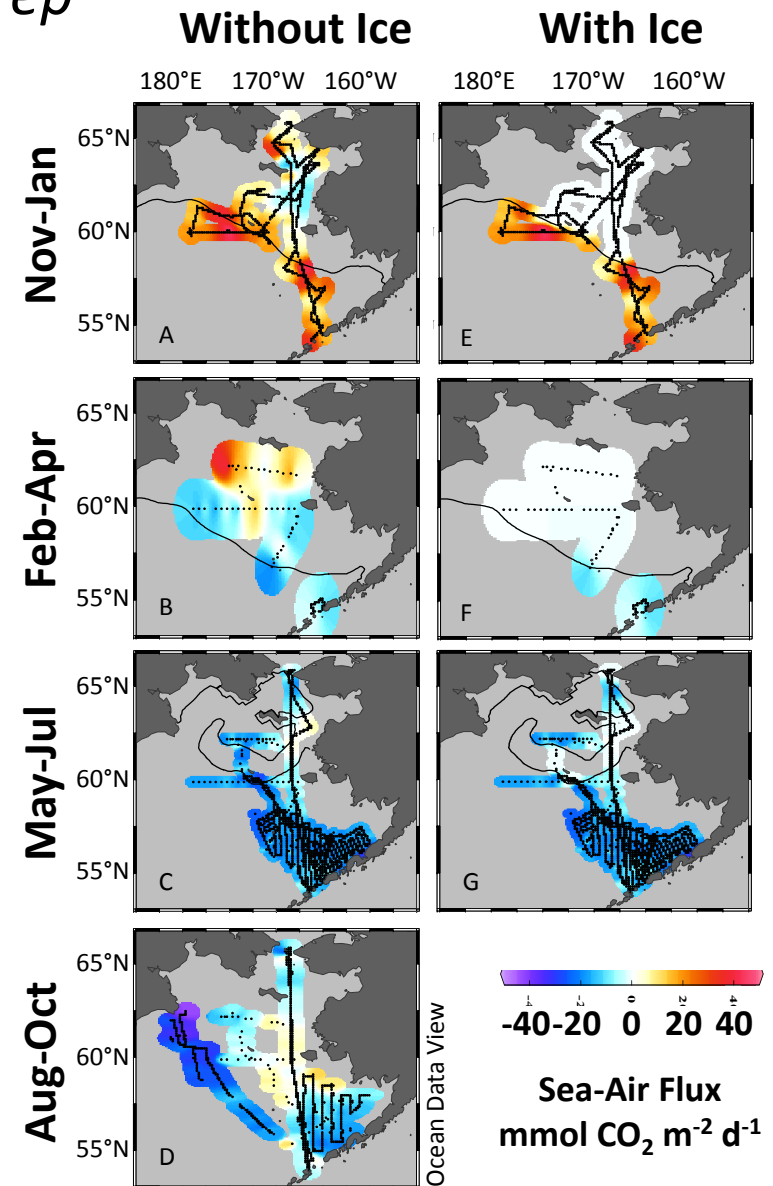 ep
Without Ice
With Ice
180°E 170°W 160°W
180°E 170°W 160°W
Nov-Jan
65°N
60°N
55°N
A
E
Feb-Apr
65°N
60°N
55°N
B
F
May-Jul
65°N
60°N
55°N
C
G
Aug-Oct
65°N
60°N
55°N
D
Ocean Data View
-40 -20 0 20 40
Sea-Air Flux
mmol CO₂ m⁻² d⁻¹